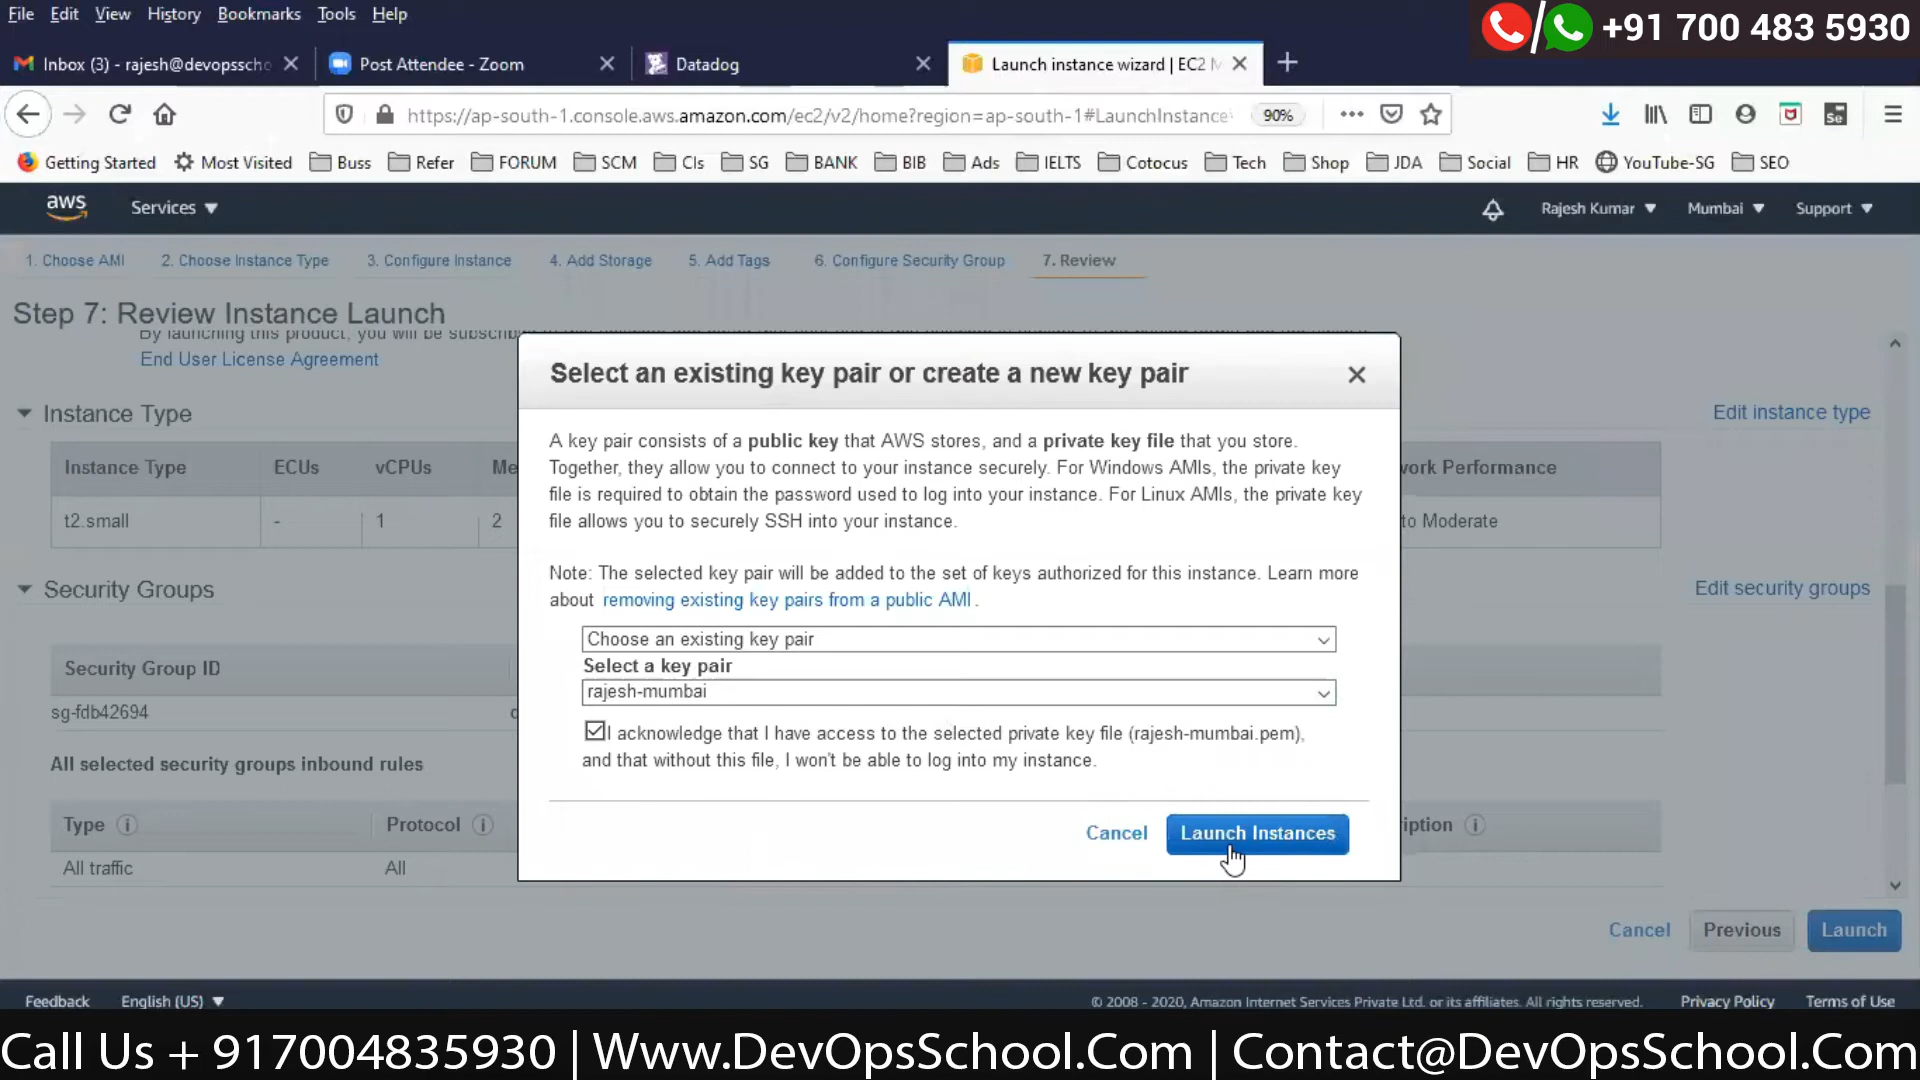 File Edit View History Bookmarks Tools Help
+91 700 483 5930
Inbox (3) - rajesh@devopsscho
Post Attendee - Zoom
Datadog
Launch instance wizard | EC2 M
https://ap-south-1.console.aws.amazon.com/ec2/v2/home?region=ap-south-1#LaunchInstance
90%
Se
Getting Started Most Visited Buss Refer FORUM SCM CIs SG BANK BIB Ads IELTS Cotocus Tech Shop JDA Social HR YouTube-SG SEO
aws Services Rajesh Kumar Mumbai Support
1. Choose AMI 2. Choose Instance Type 3. Configure Instance 4. Add Storage 5. Add Tags 6. Configure Security Group 7. Review
Step 7: Review Instance Launch
By launching this product, you will be subscrib
End User License Agreement
Instance Type
Edit instance type
Instance Type ECUs vCPUs Me
work Performance
t2.small - 1 2
to Moderate
Security Groups
Edit security groups
Security Group ID
sg-fdb42694
All selected security groups inbound rules
Type Protocol
iption
All traffic All
Select an existing key pair or create a new key pair
A key pair consists of a public key that AWS stores, and a private key file that you store.
Together, they allow you to connect to your instance securely. For Windows AMIs, the private key
file is required to obtain the password used to log into your instance. For Linux AMIs, the private key
file allows you to securely SSH into your instance.
Note: The selected key pair will be added to the set of keys authorized for this instance. Learn more
about removing existing key pairs from a public AMI .
Choose an existing key pair
Select a key pair
rajesh-mumbai
I acknowledge that I have access to the selected private key file (rajesh-mumbai.pem),
and that without this file, I won't be able to log into my instance.
Cancel Launch Instances
Cancel Previous Launch
Feedback English (US) © 2008 - 2020, Amazon Internet Services Private Ltd. or its affiliates. All rights reserved. Privacy Policy Terms of Use
Call Us + 917004835930 | Www.DevOpsSchool.Com | Contact@DevOpsSchool.Com